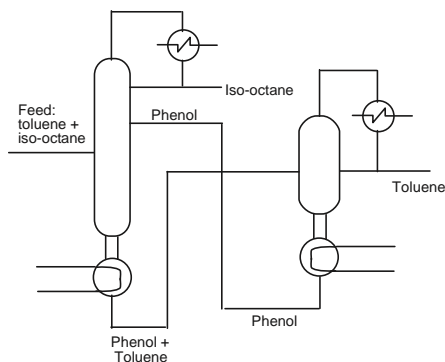 Feed:
toluene +
iso-octane
Iso-octane
Phenol
Toluene
Phenol
Phenol +
Toluene